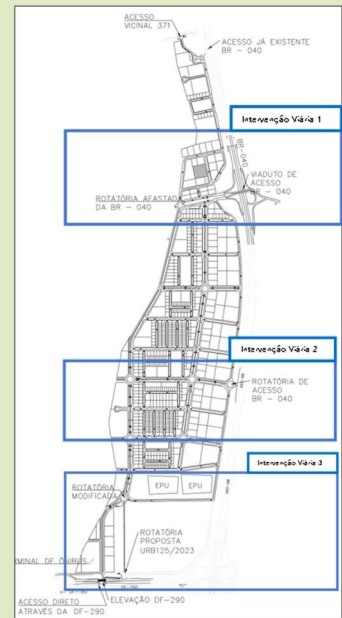 ACESSO
VICINAL 371
ACESSO JÁ EXISTENTE
BR - 040
Intervenção Viária 1
BR-040
VIADUTO DE
ACESSO
BR - 040
ROTATÓRIA AFASTADA
DA BR - 040
Intervenção Viária 2
ROTATÓRIA DE
ACESSO
BR - 040
Intervenção Viária 3
ROTATÓRIA
MODIFICADA
EPU
EPU
ROTATÓRIA
PROPOSTA
URB125/2023
MINAL DE ÔNIBUS
ELEVAÇÃO DF-290
ACESSO DIRETO
ATRAVÉS DA DF-290